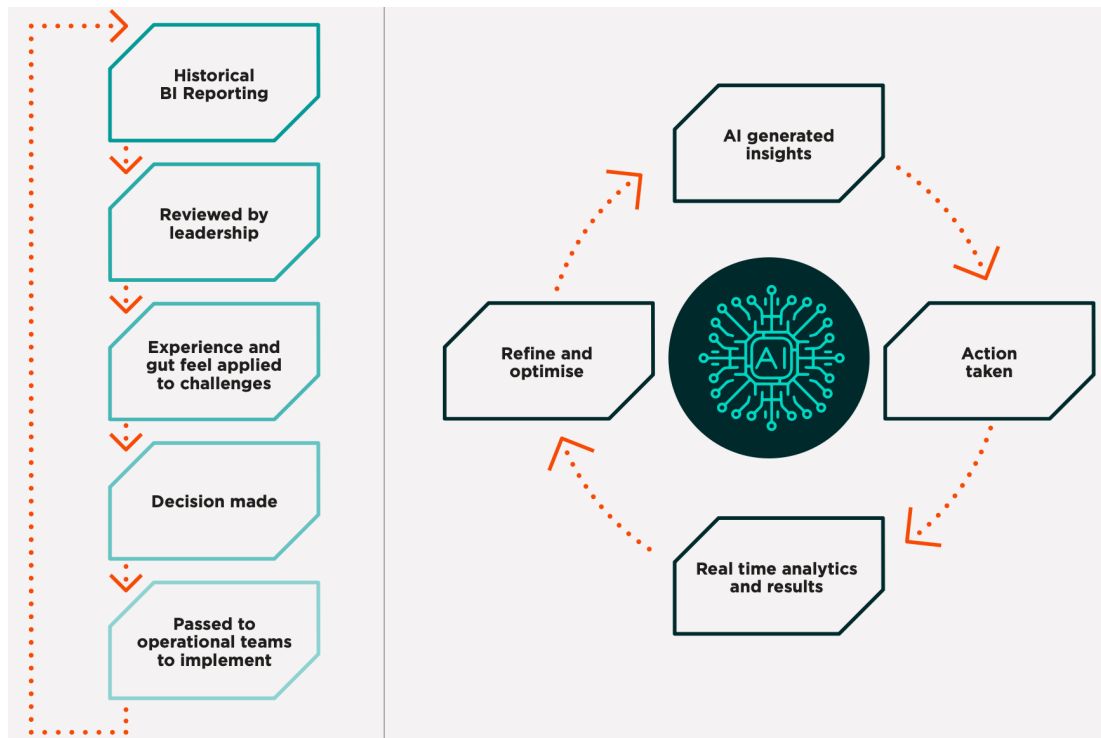 Historical
BI Reporting
Reviewed by
leadership
Experience and
gut feel applied
to challenges
Decision made
Passed to
operational teams
to implement
AI generated
insights
Action
taken
Real time analytics
and results
Refine and
optimise
AI